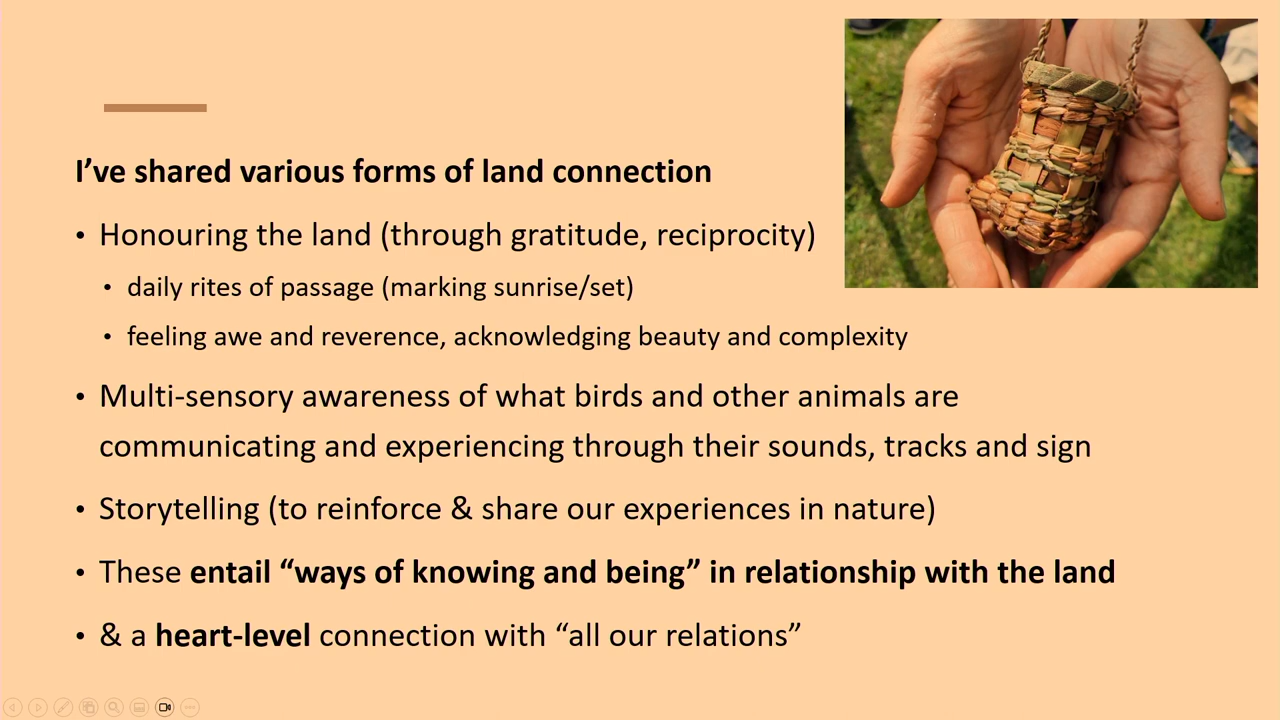 I’ve shared various forms of land connection
• Honouring the land (through gratitude, reciprocity)
• daily rites of passage (marking sunrise/set)
• feeling awe and reverence, acknowledging beauty and complexity
• Multi-sensory awareness of what birds and other animals are
communicating and experiencing through their sounds, tracks and sign
• Storytelling (to reinforce & share our experiences in nature)
• These entail “ways of knowing and being” in relationship with the land
• & a heart-level connection with “all our relations”